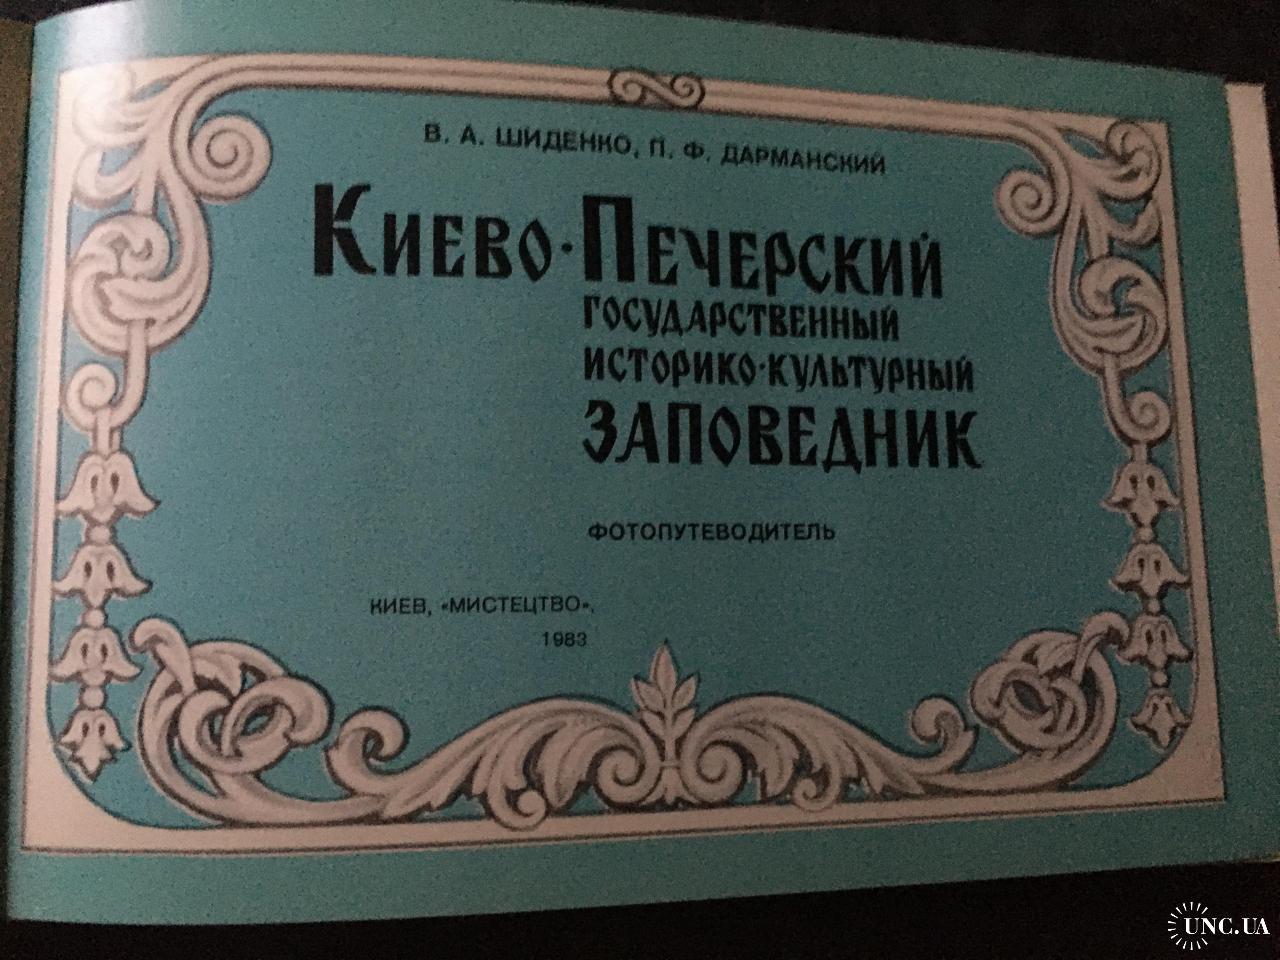 В. А. ШИДЕНКО, П. Ф. ДАРМАНСКИЙ
КИЕВО·ПЕЧЕРСКИЙ
ГОСУДАРСТВЕННЫЙ
ИСТОРИКО·КУЛЬТУРНЫЙ
ЗАПОВЕДНИК
ФОТОПУТЕВОДИТЕЛЬ
КИЕВ, «МИСТЕЦТВО»,
1983
UNC.UA